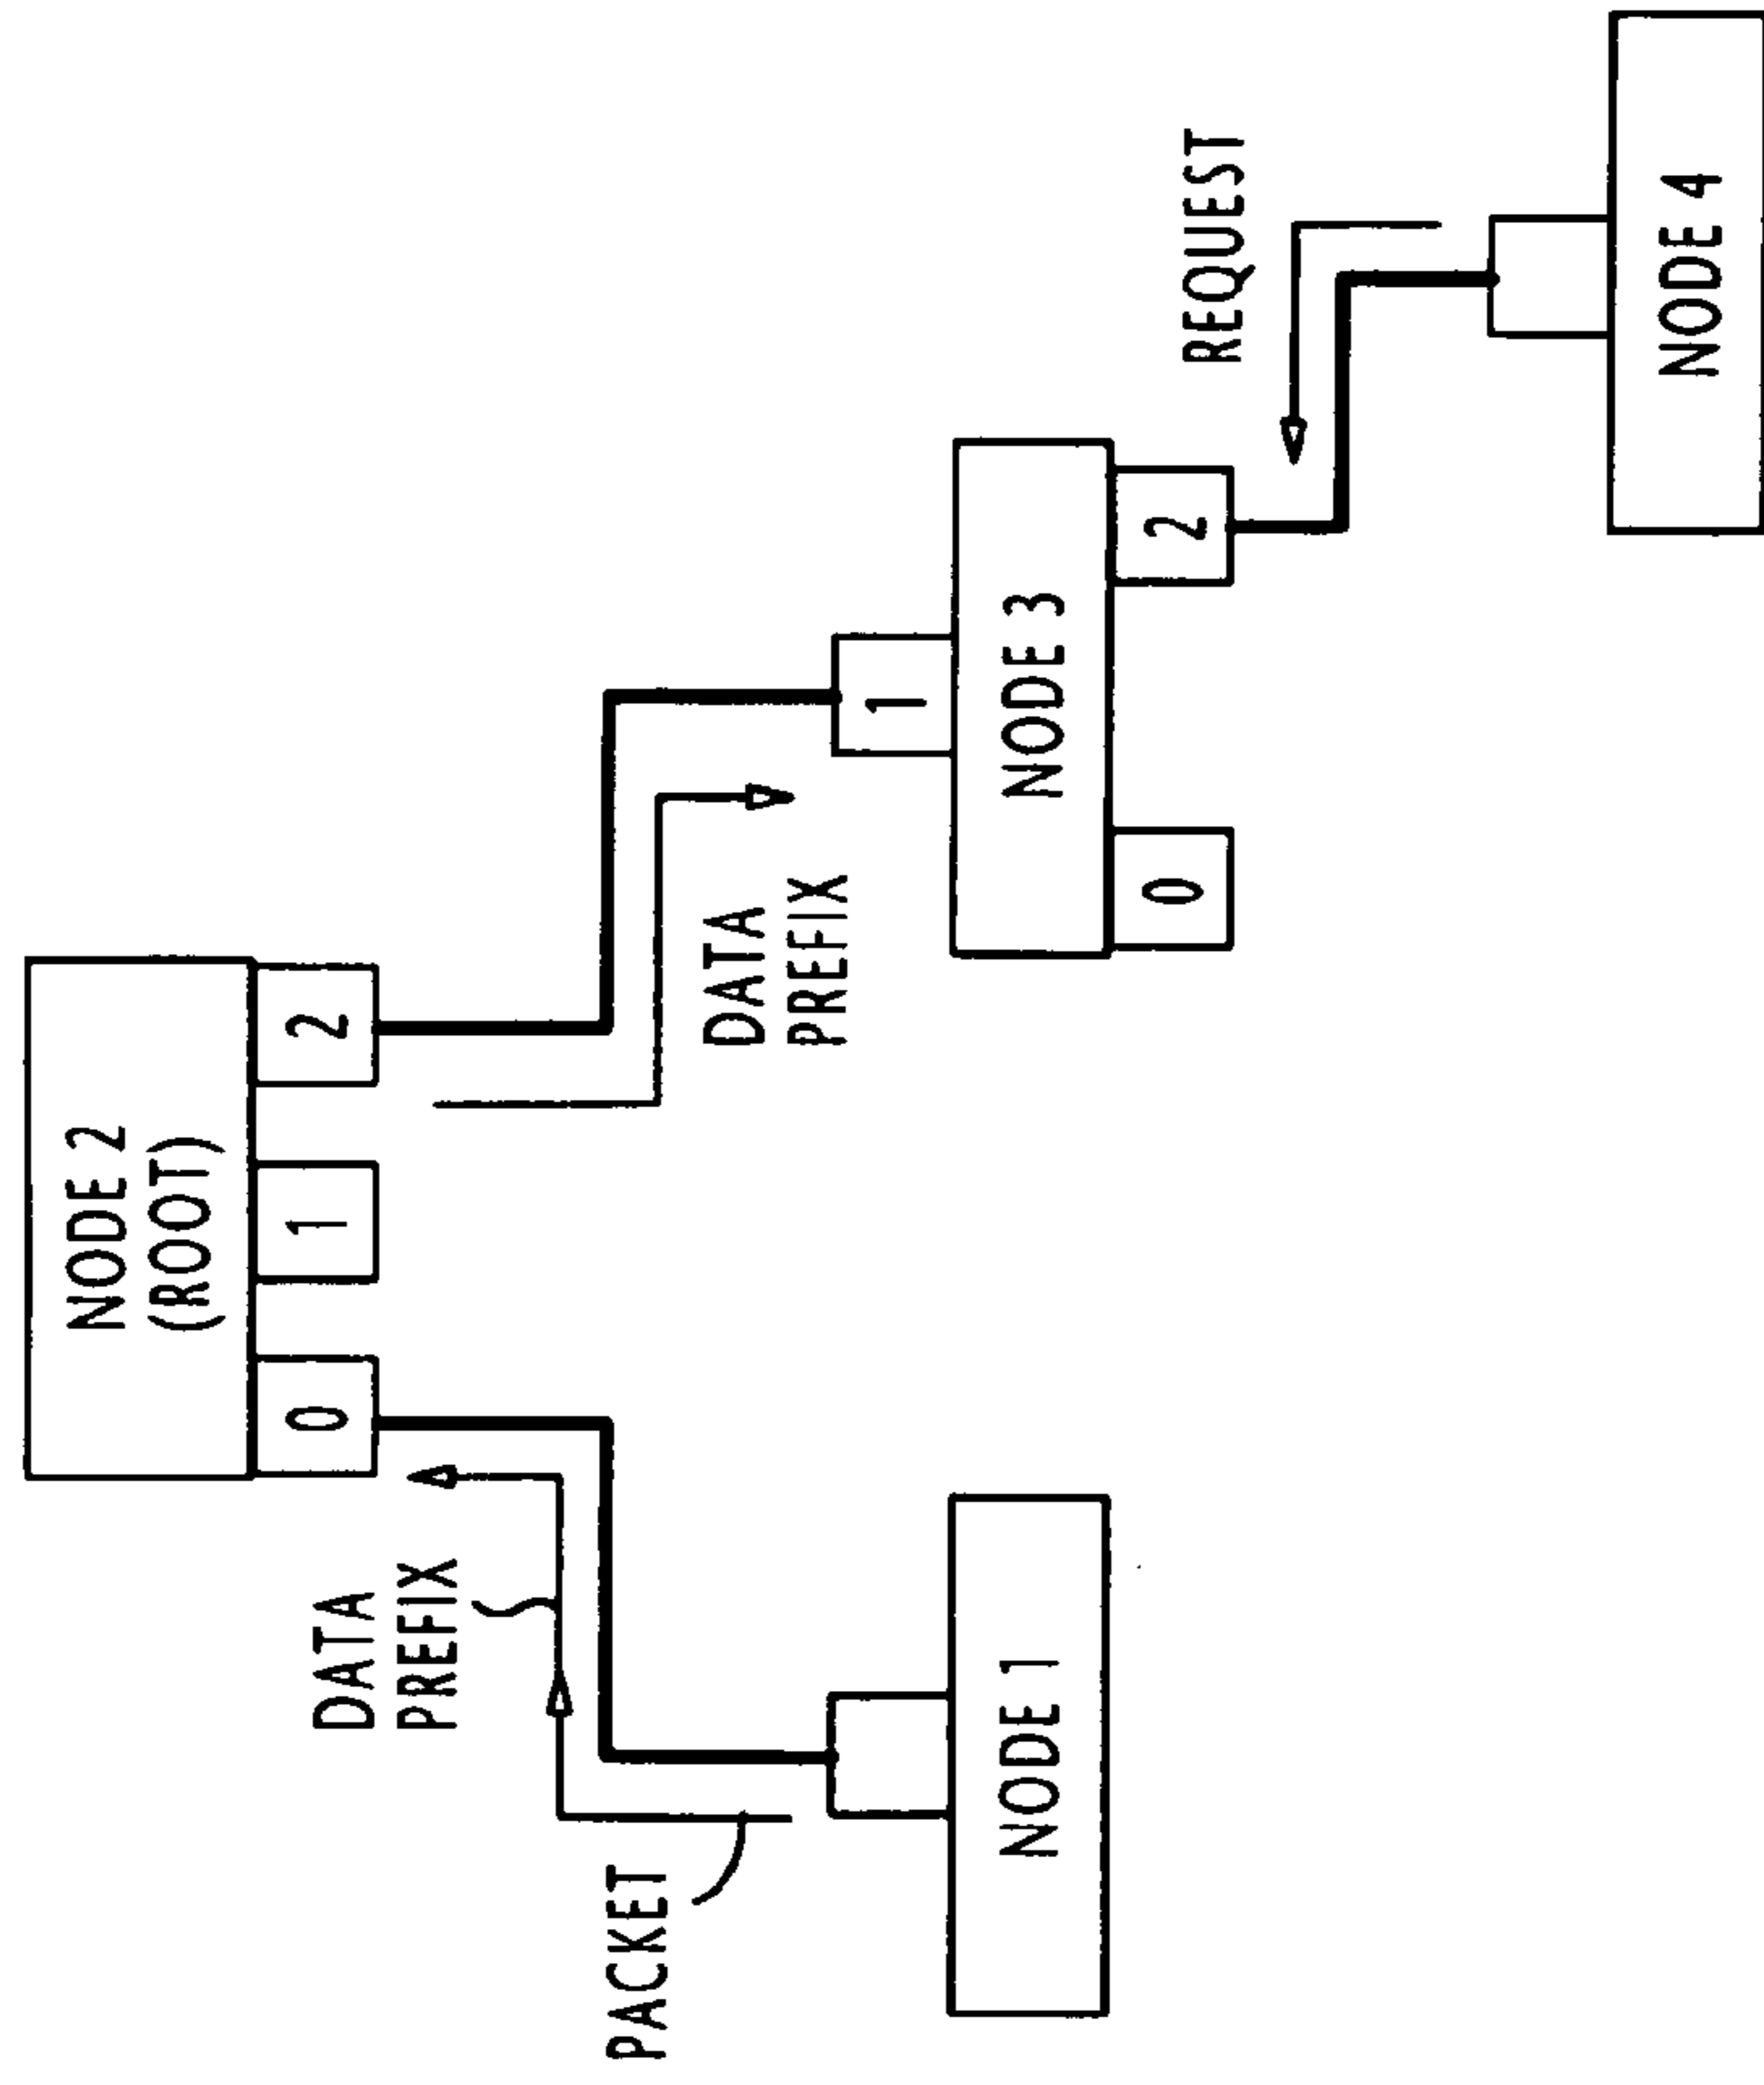 NODE 2
(ROOT)
0
1
2
DATA
PREFIX
PACKET
DATA
PREFIX
NODE 1
1
NODE 3
0
2
REQUEST
NODE 4